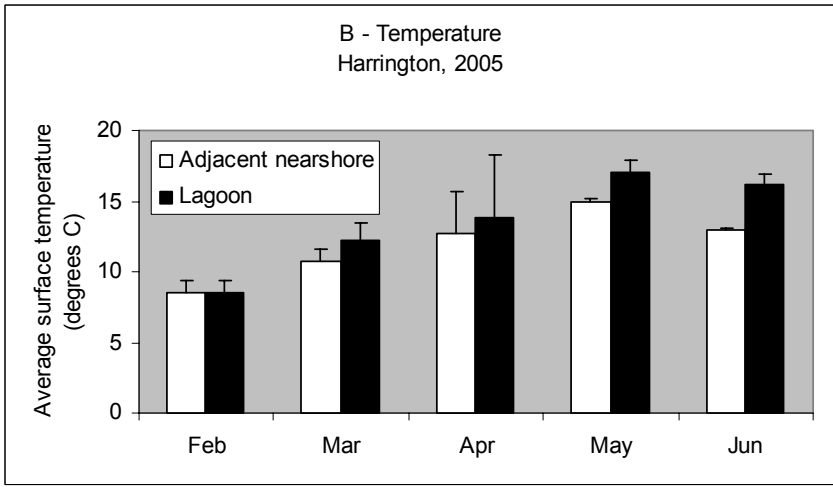 B - Temperature
Harrington, 2005
Average surface temperature
(degrees C)
20
15
10
5
0
Adjacent nearshore
Lagoon
Feb
Mar
Apr
May
Jun